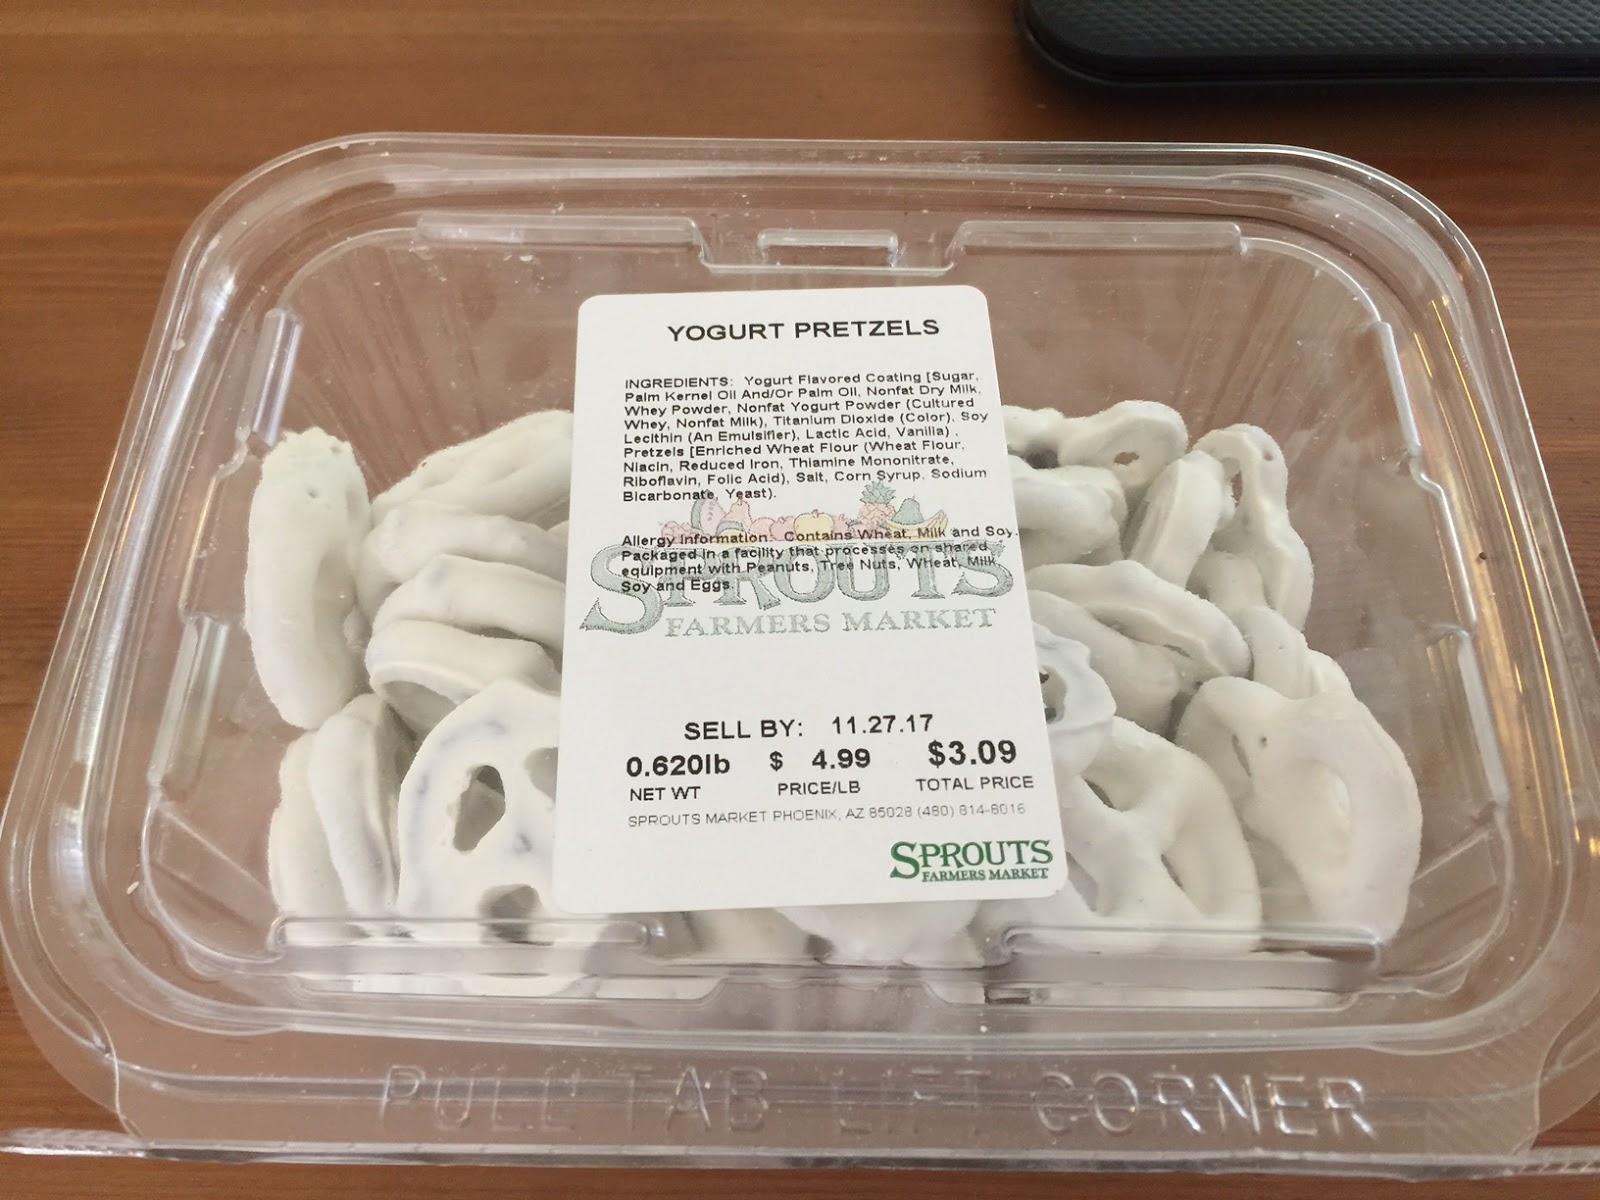 YOGURT PRETZELS
INGREDIENTS: Yogurt Flavored Coating [Sugar,
Palm Kernel Oil And/Or Palm Oil, Nonfat Dry Milk,
Whey Powder, Nonfat Yogurt Powder (Cultured
Whey, Nonfat Milk), Titanium Dioxide (Color), Soy
Lecithin (An Emulsifier), Lactic Acid, Vanilla) ,
Pretzels [Enriched Wheat Flour (Wheat Flour,
Niacin, Reduced Iron, Thiamine Mononitrate,
Riboflavin, Folic Acid), Salt, Corn Syrup, Sodium
Bicarbonate, Yeast).
Allergy Information: Contains Wheat, Milk and Soy.
Packaged in a facility that processes on shared
equipment with Peanuts, Tree Nuts, Wheat, Milk
Soy and Eggs.
SPROUTS
FARMERS MARKET
SELL BY: 11.27.17
0.620lb $ 4.99 $3.09
NET WT PRICE/LB TOTAL PRICE
SPROUTS MARKET PHOENIX, AZ 85028 (480) 814-8016
SPROUTS
FARMERS MARKET
PULL TAB LIFT CORNER